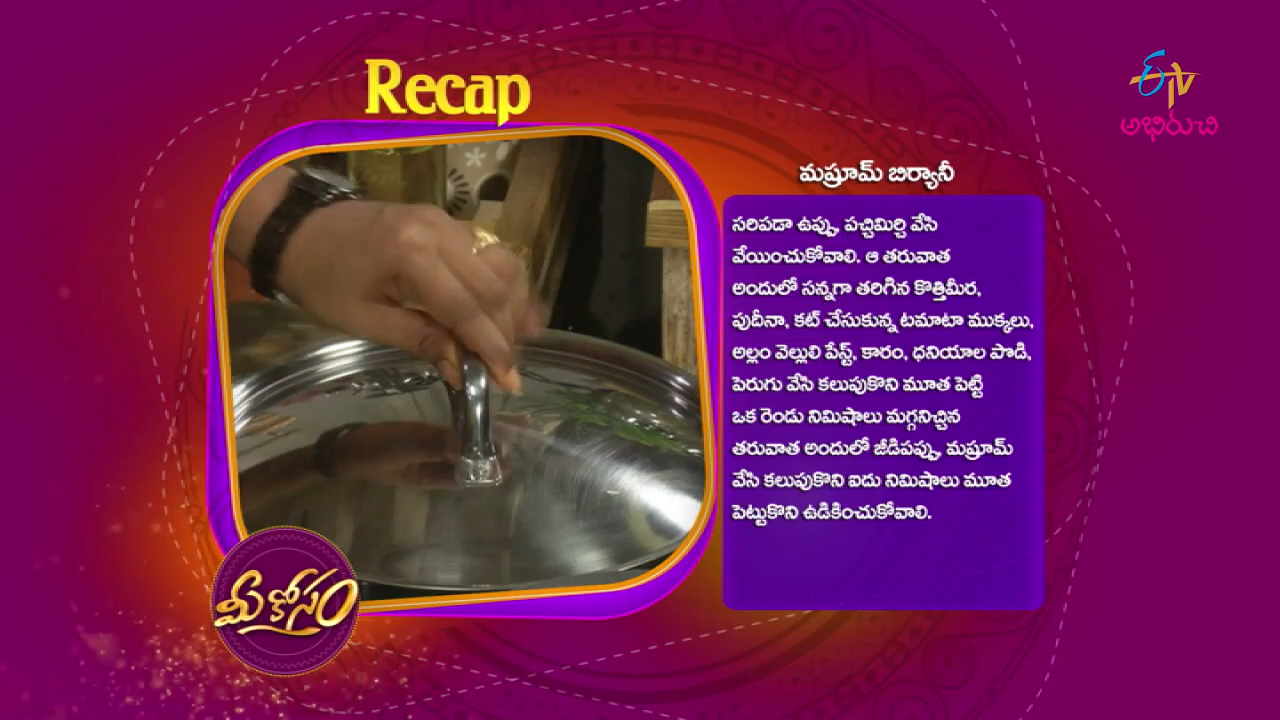 Recap
ETV
అభిరుచి
మష్రూమ్ బిర్యానీ
సరిపడా ఉప్పు, పచ్చిమిర్చి వేసి
వేయించుకోవాలి. ఆ తరువాత
అందులో సన్నగా తరిగిన కొత్తిమీర,
పుదీనా, కట్ చేసుకున్న టమాటా ముక్కలు,
అల్లం వెల్లులి పేస్ట్, కారం, ధనియాల పొడి,
పెరుగు వేసి కలుపుకొని మూత పెట్టి
ఒక రెండు నిమిషాలు మగ్గనిచ్చిన
తరువాత అందులో జీడిపప్పు, మష్రూమ్
వేసి కలుపుకొని ఐదు నిమిషాలు మూత
పెట్టుకొని ఉడికించుకోవాలి.
మీ కోసం